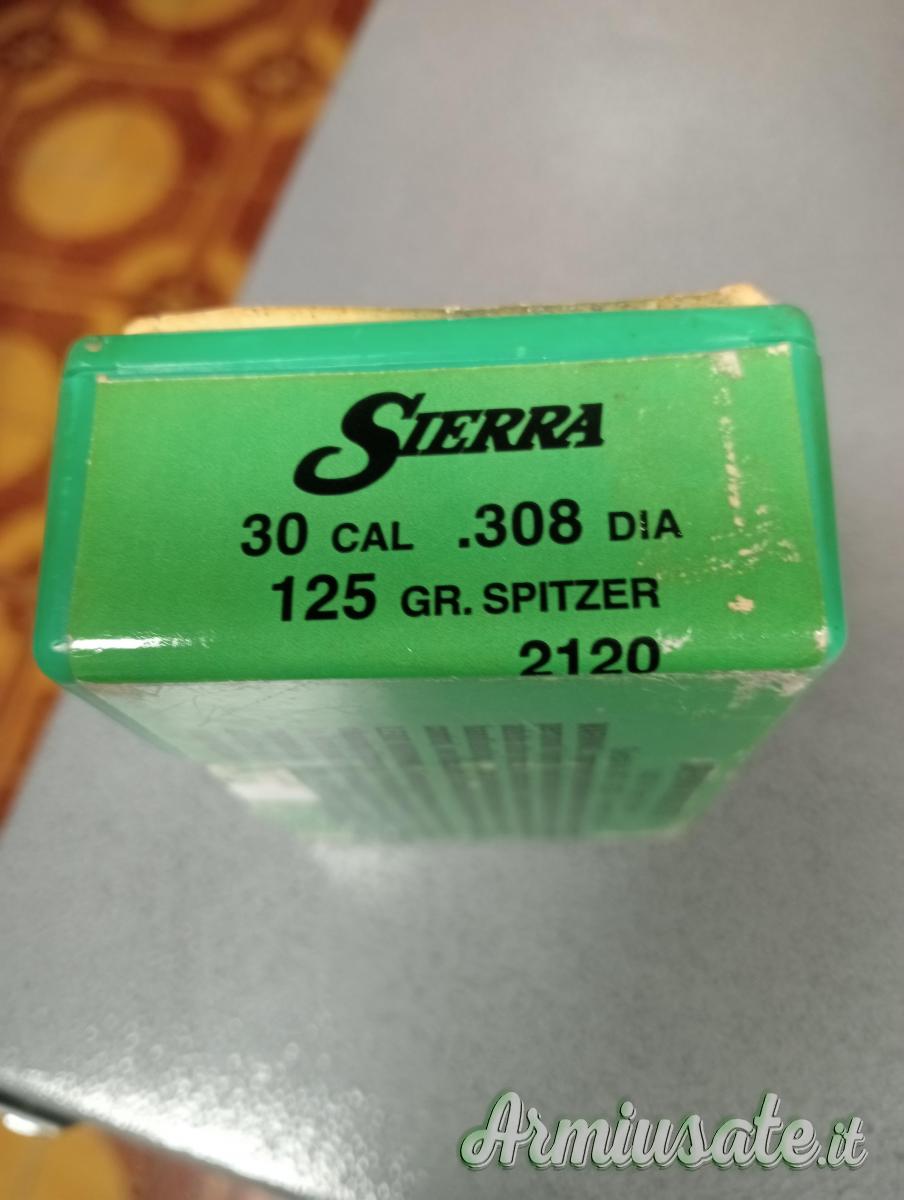 SIERRA
30 CAL .308 DIA
125 GR. SPITZER
2120
Armiusate.it